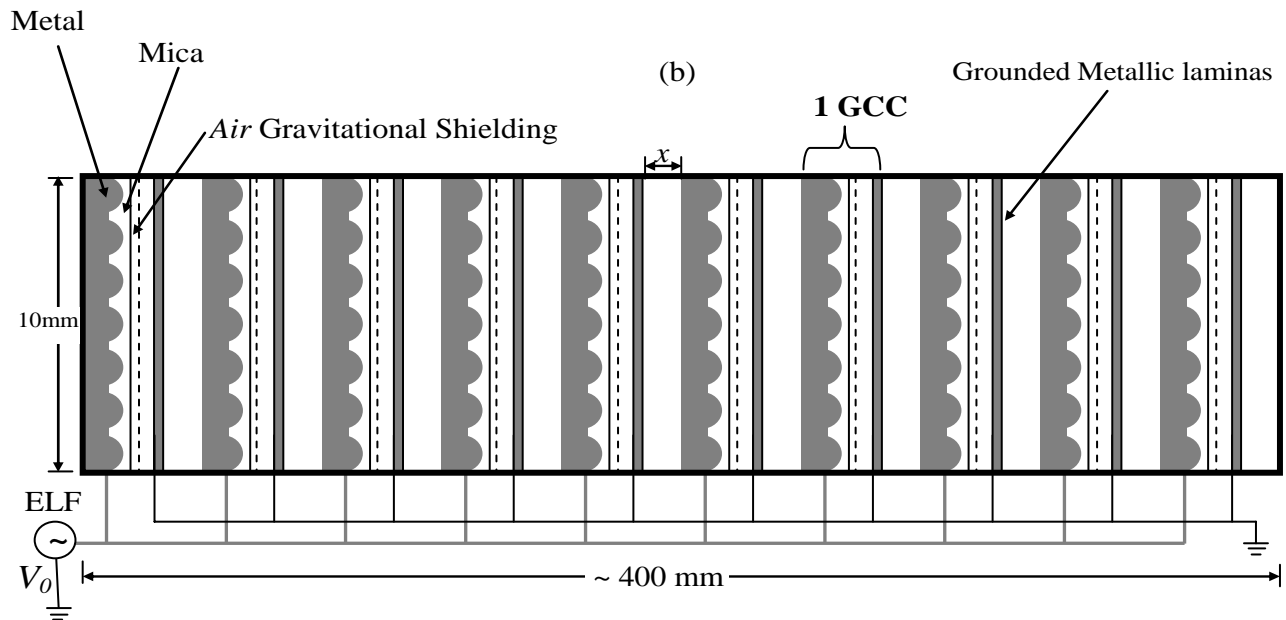 Metal
Mica
(b)
Grounded Metallic laminas
1 GCC
Air Gravitational Shielding
x
10mm
ELF
~
V0
~ 400 mm